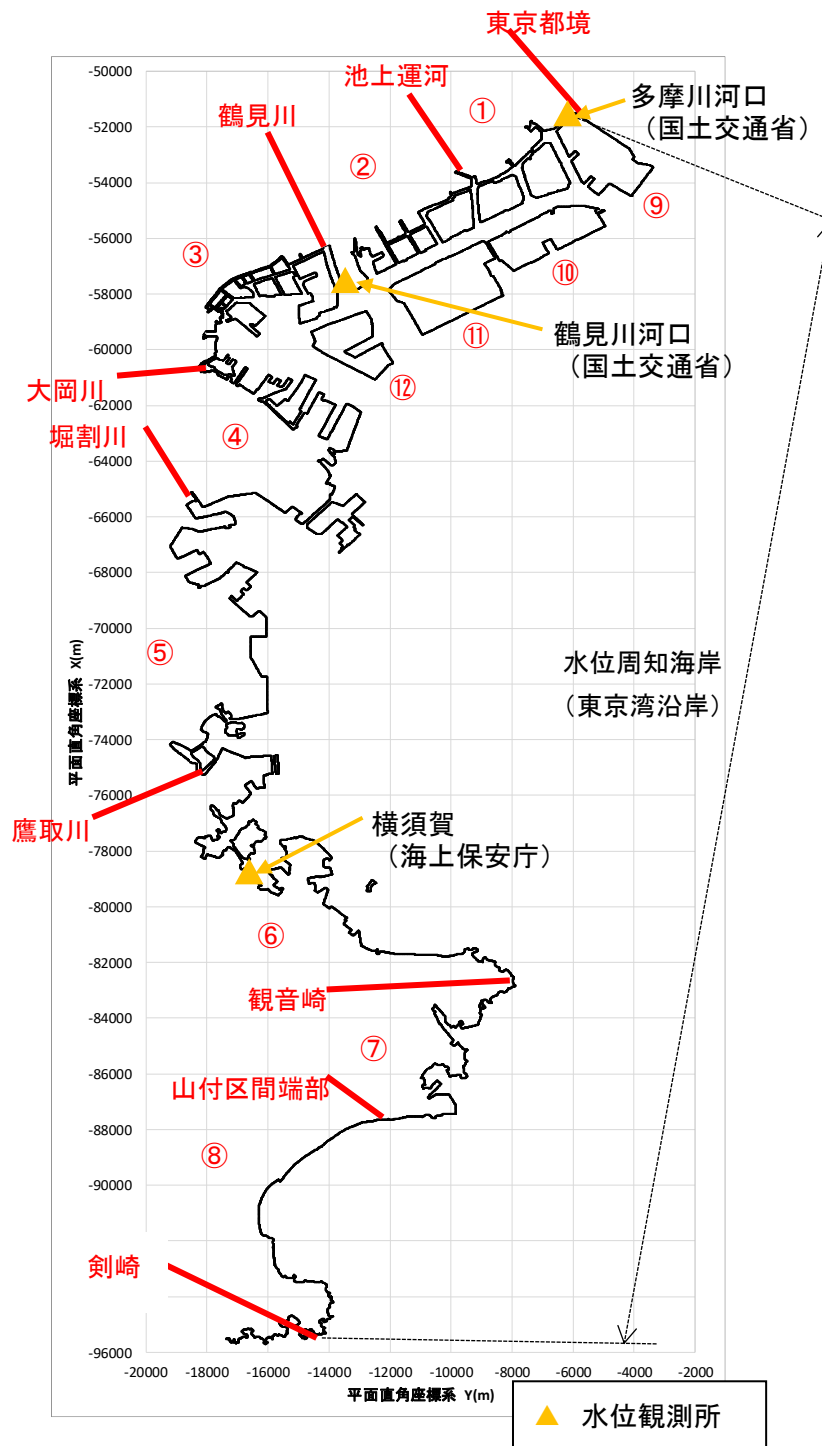 東京都境
池上運河
①
多摩川河口
（国土交通省）
鶴見川
②
⑨
③
⑩
⑪
鶴見川河口
（国土交通省）
⑫
大岡川
堀割川
④
⑤
水位周知海岸
（東京湾沿岸）
鷹取川
横須賀
（海上保安庁）
⑥
観音崎
⑦
山付区間端部
⑧
剣崎
-50000
-52000
-54000
-56000
-58000
-60000
-62000
-64000
-66000
-68000
-70000
-72000
-74000
-76000
-78000
-80000
-82000
-84000
-86000
-88000
-90000
-96000
平面直角座標系 X(m)
-20000 -18000 -16000 -14000 -12000 -10000 -8000 -6000 -4000 -2000
平面直角座標系 Y(m)
水位観測所